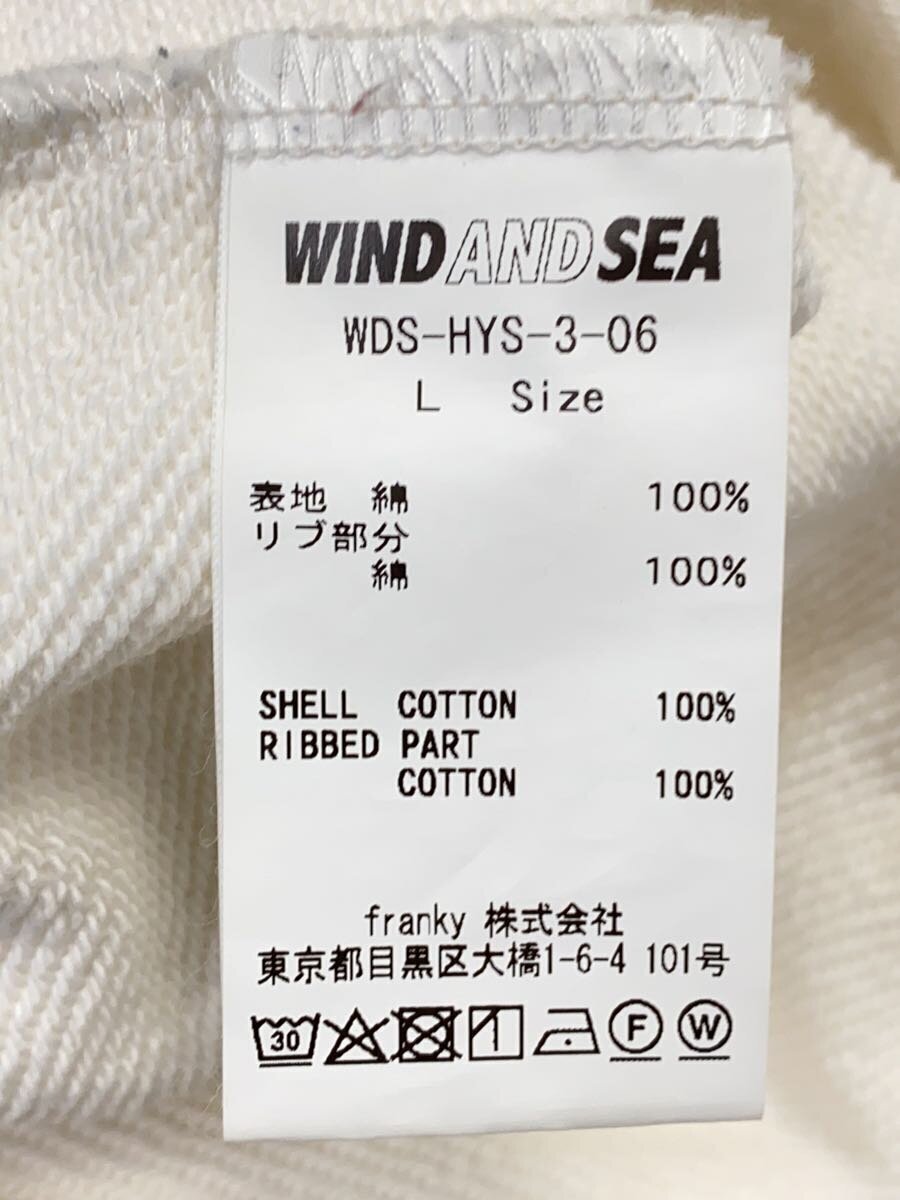 WIND AND SEA
WDS-HYS-3-06
L Size
表地 綿 100%
リブ部分
綿 100%
SHELL COTTON 100%
RIBBED PART
COTTON 100%
franky 株式会社
東京都目黒区大橋1-6-4 101号
30 F W